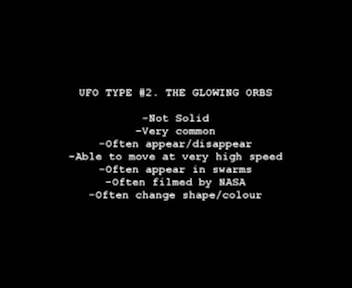 UFO TYPE #2. THE GLOWING ORBS
-Not Solid
-Very common
-Often appear/disappear
-Able to move at very high speed
-Often appear in swarms
-Often filmed by NASA
-Often change shape/colour